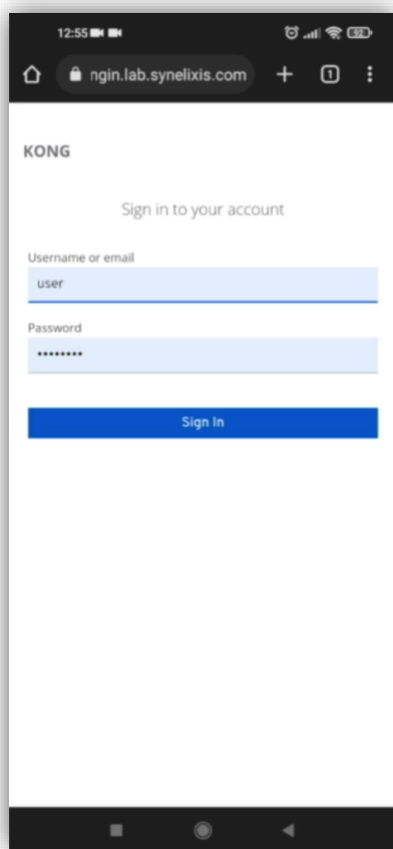 12:55
92
ngin.lab.synelixis.com
1
KONG
Sign in to your account
Username or email
user
Password
••••••••
Sign In